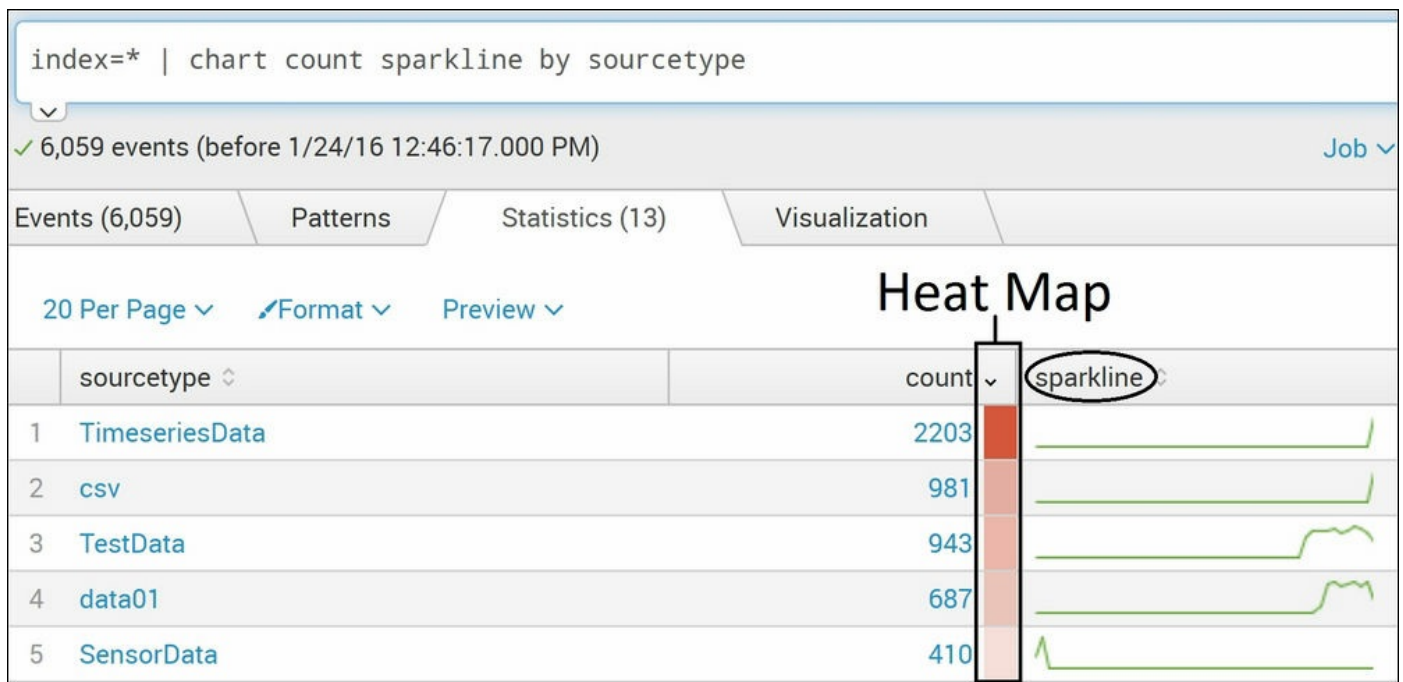 index=* | chart count sparkline by sourcetype
6,059 events (before 1/24/16 12:46:17.000 PM)
Job
Events (6,059) Patterns Statistics (13) Visualization
Heat Map
20 Per Page Format Preview
sourcetype count sparkline
1 TimeseriesData 2203
2 csv 981
3 TestData 943
4 data01 687
5 SensorData 410